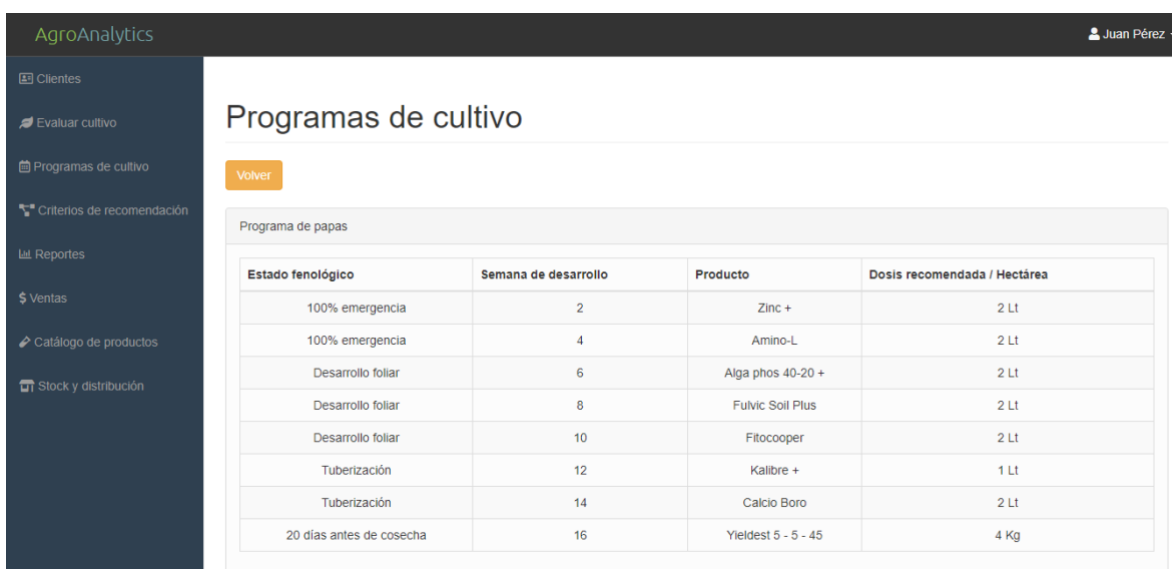 AgroAnalytics
Juan Pérez
Clientes
Evaluar cultivo
Programas de cultivo
Criterios de recomendación
Reportes
$ Ventas
Catálogo de productos
Stock y distribución
Programas de cultivo
Volver
Programa de papas
Estado fenológico Semana de desarrollo Producto Dosis recomendada / Hectárea
100% emergencia 2 Zinc + 2 Lt
100% emergencia 4 Amino-L 2 Lt
Desarrollo foliar 6 Alga phos 40-20 + 2 Lt
Desarrollo foliar 8 Fulvic Soil Plus 2 Lt
Desarrollo foliar 10 Fitocooper 2 Lt
Tuberización 12 Kalibre + 1 Lt
Tuberización 14 Calcio Boro 2 Lt
20 días antes de cosecha 16 Yieldest 5 - 5 - 45 4 Kg